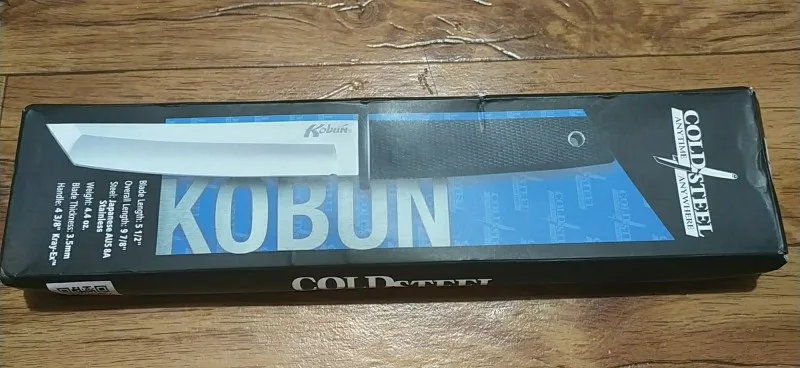 Kobun
KOBUN
COLD STEEL
ANYTIME ANYWHERE
Blade Length: 5 1/2"
Overall Length: 9 7/8"
Steel: Japanese AUS 8A
Stainless
Weight: 4.4 oz.
Blade Thickness: 3.5mm
Handle: 4 3/8" Kray-Ex™
COLD STEEL